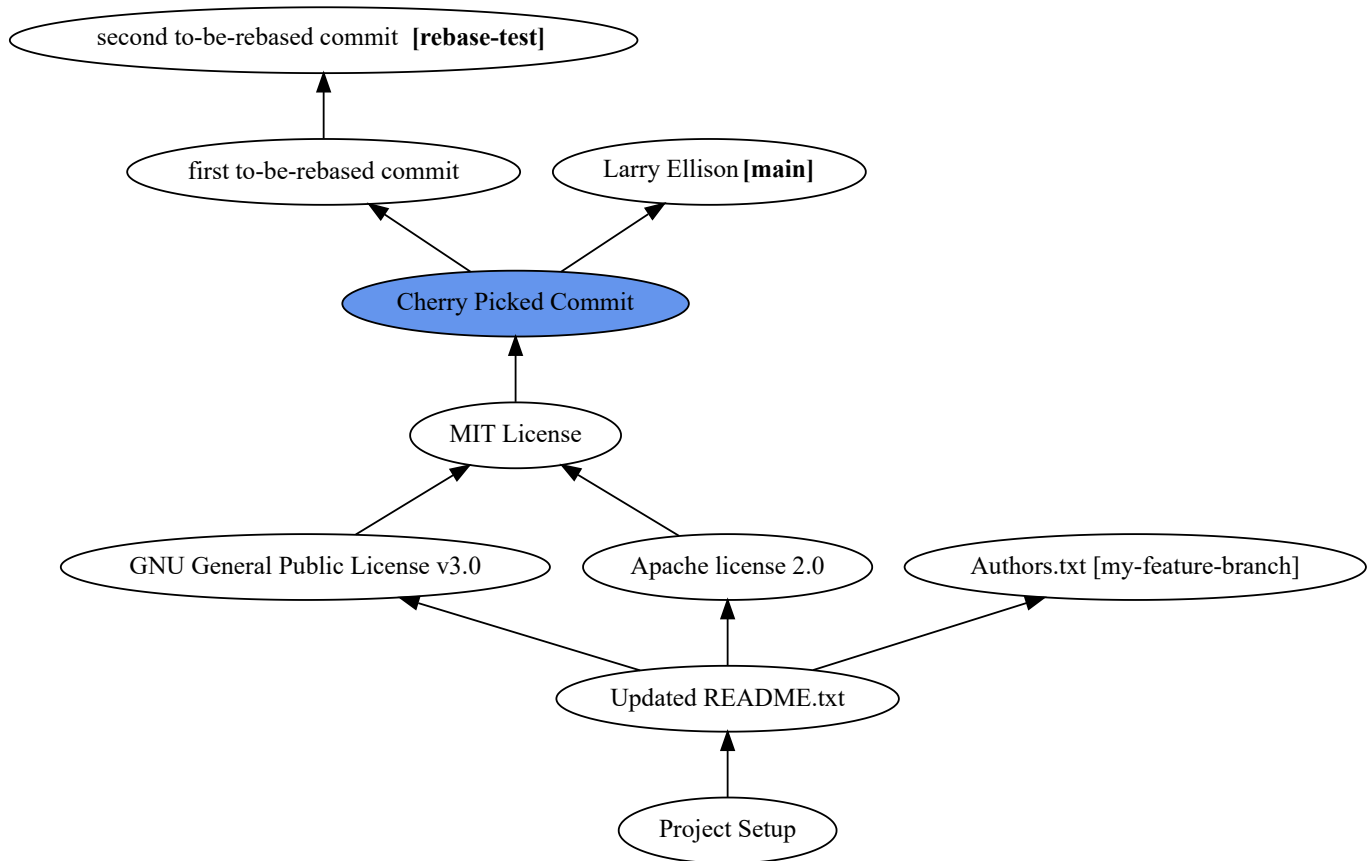 second to-be-rebased commit [rebase-test]
first to-be-rebased commit
Larry Ellison [main]
Cherry Picked Commit
MIT License
GNU General Public License v3.0
Apache license 2.0
Authors.txt [my-feature-branch]
Updated README.txt
Project Setup